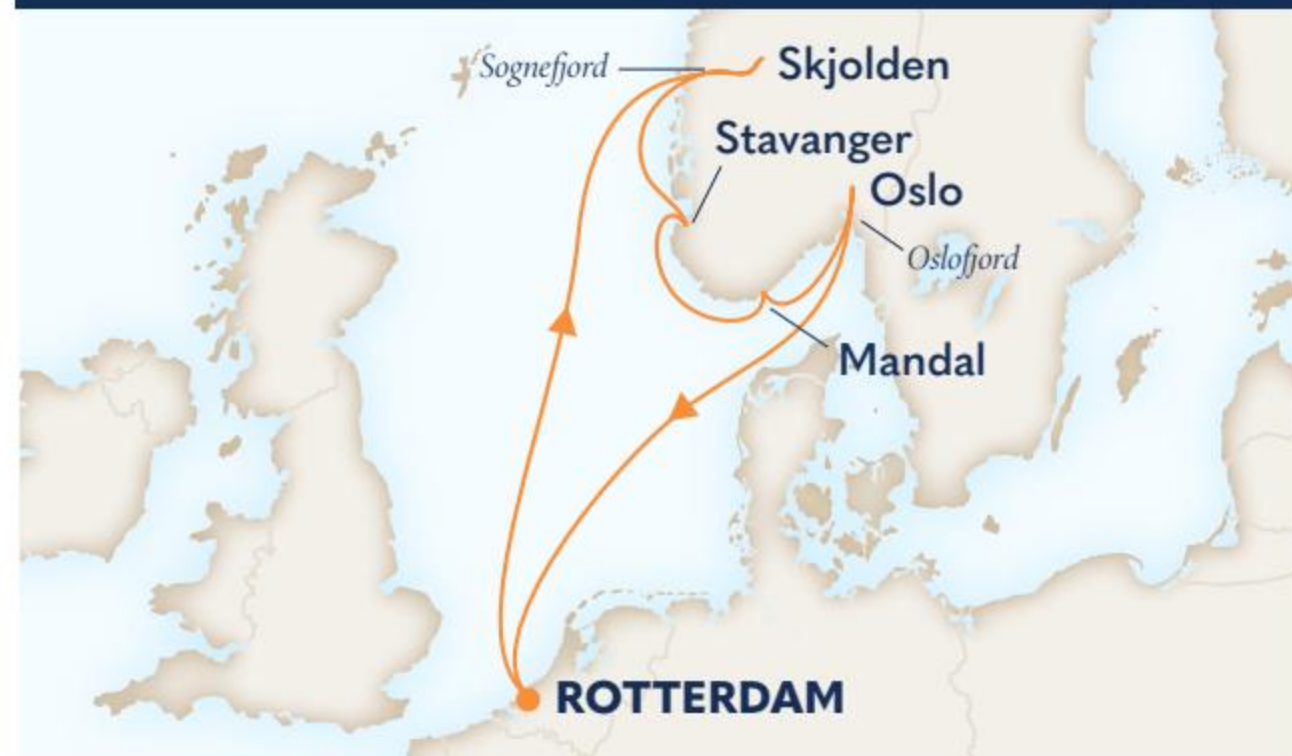 Sognefjord
Skjolden
Stavanger
Oslo
Oslofjord
Mandal
ROTTERDAM